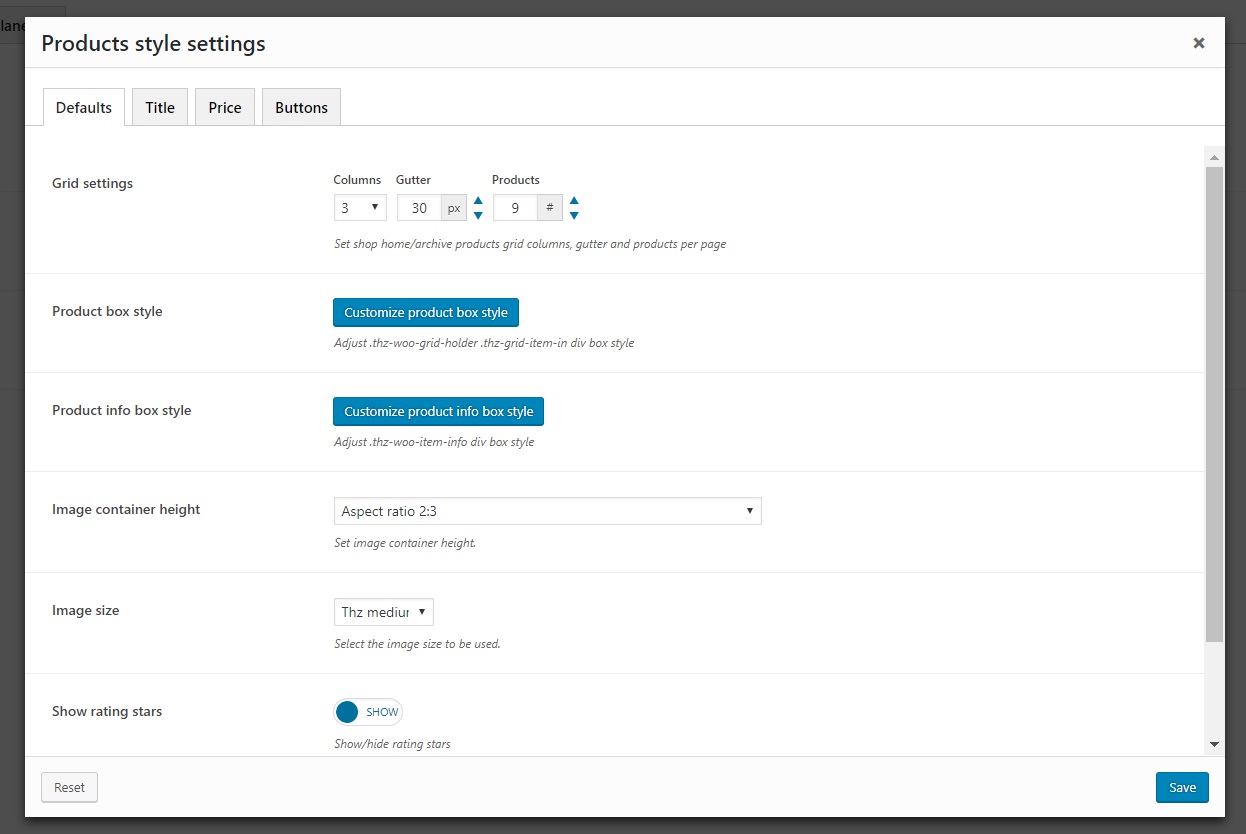 lane
Products style settings
×
Defaults Title Price Buttons
Grid settings
Columns Gutter Products
3 30 px 9 #
Set shop home/archive products grid columns, gutter and products per page
Product box style
Customize product box style
Adjust .thz-woo-grid-holder .thz-grid-item-in div box style
Product info box style
Customize product info box style
Adjust .thz-woo-item-info div box style
Image container height
Aspect ratio 2:3
Set image container height.
Image size
Thz mediur
Select the image size to be used.
Show rating stars
SHOW
Show/hide rating stars
Reset Save